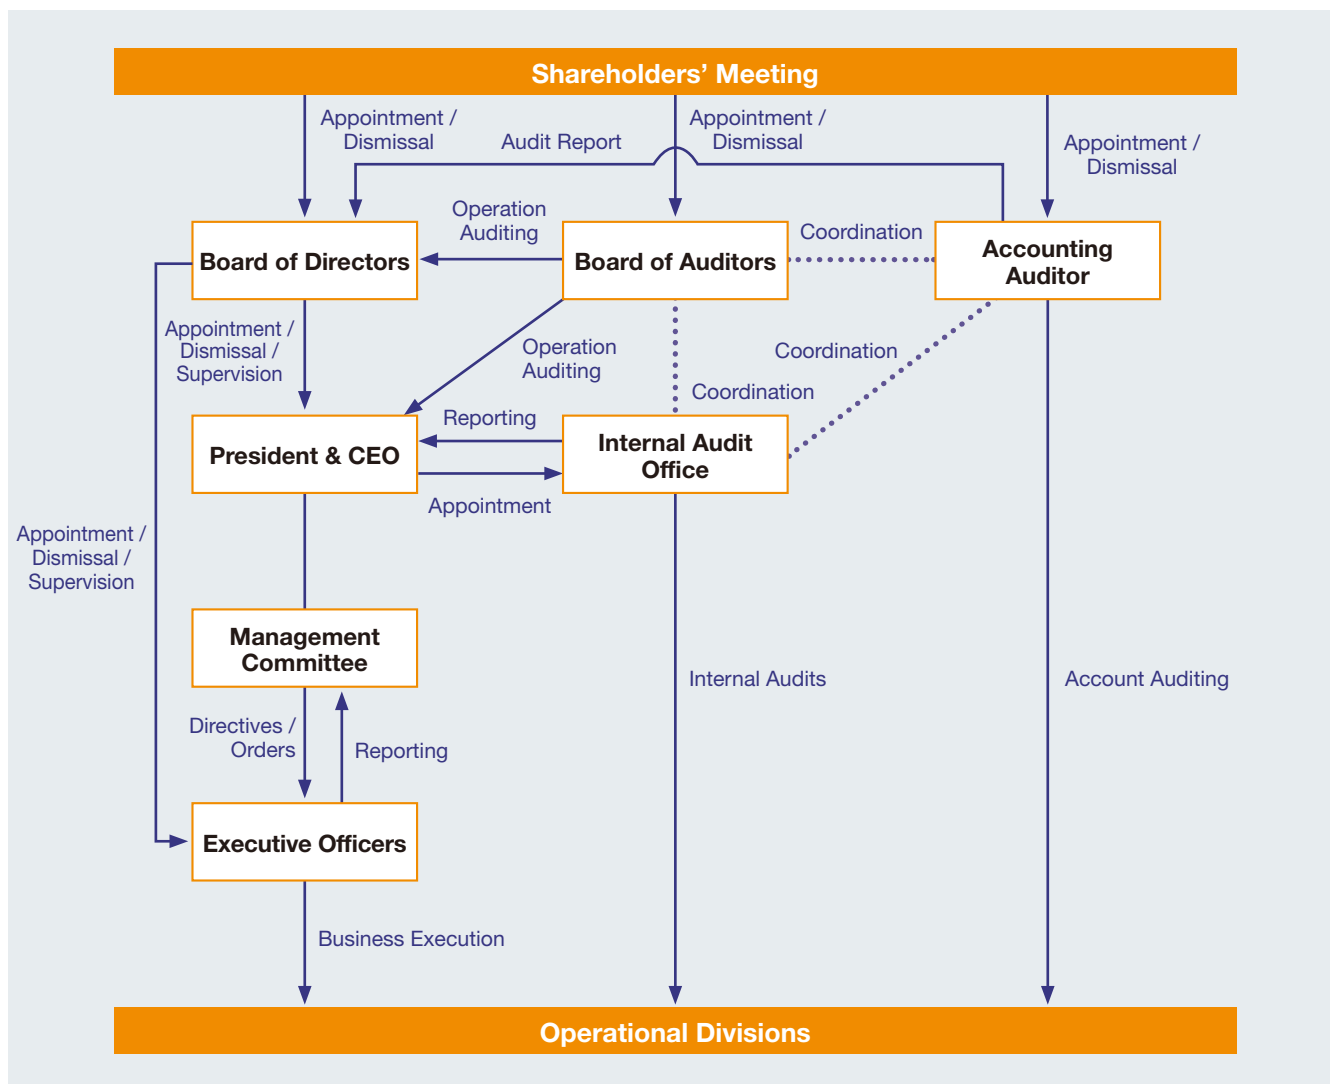 Shareholders’ Meeting
Appointment /
Dismissal
Audit Report
Appointment /
Dismissal
Appointment /
Dismissal
Operation
Auditing
Coordination
Board of Directors
Board of Auditors
Accounting
Auditor
Appointment /
Dismissal /
Supervision
Operation
Auditing
Coordination
Coordination
Reporting
President & CEO
Internal Audit
Office
Appointment
Appointment /
Dismissal /
Supervision
Management
Committee
Internal Audits
Account Auditing
Directives /
Orders
Reporting
Executive Officers
Business Execution
Operational Divisions